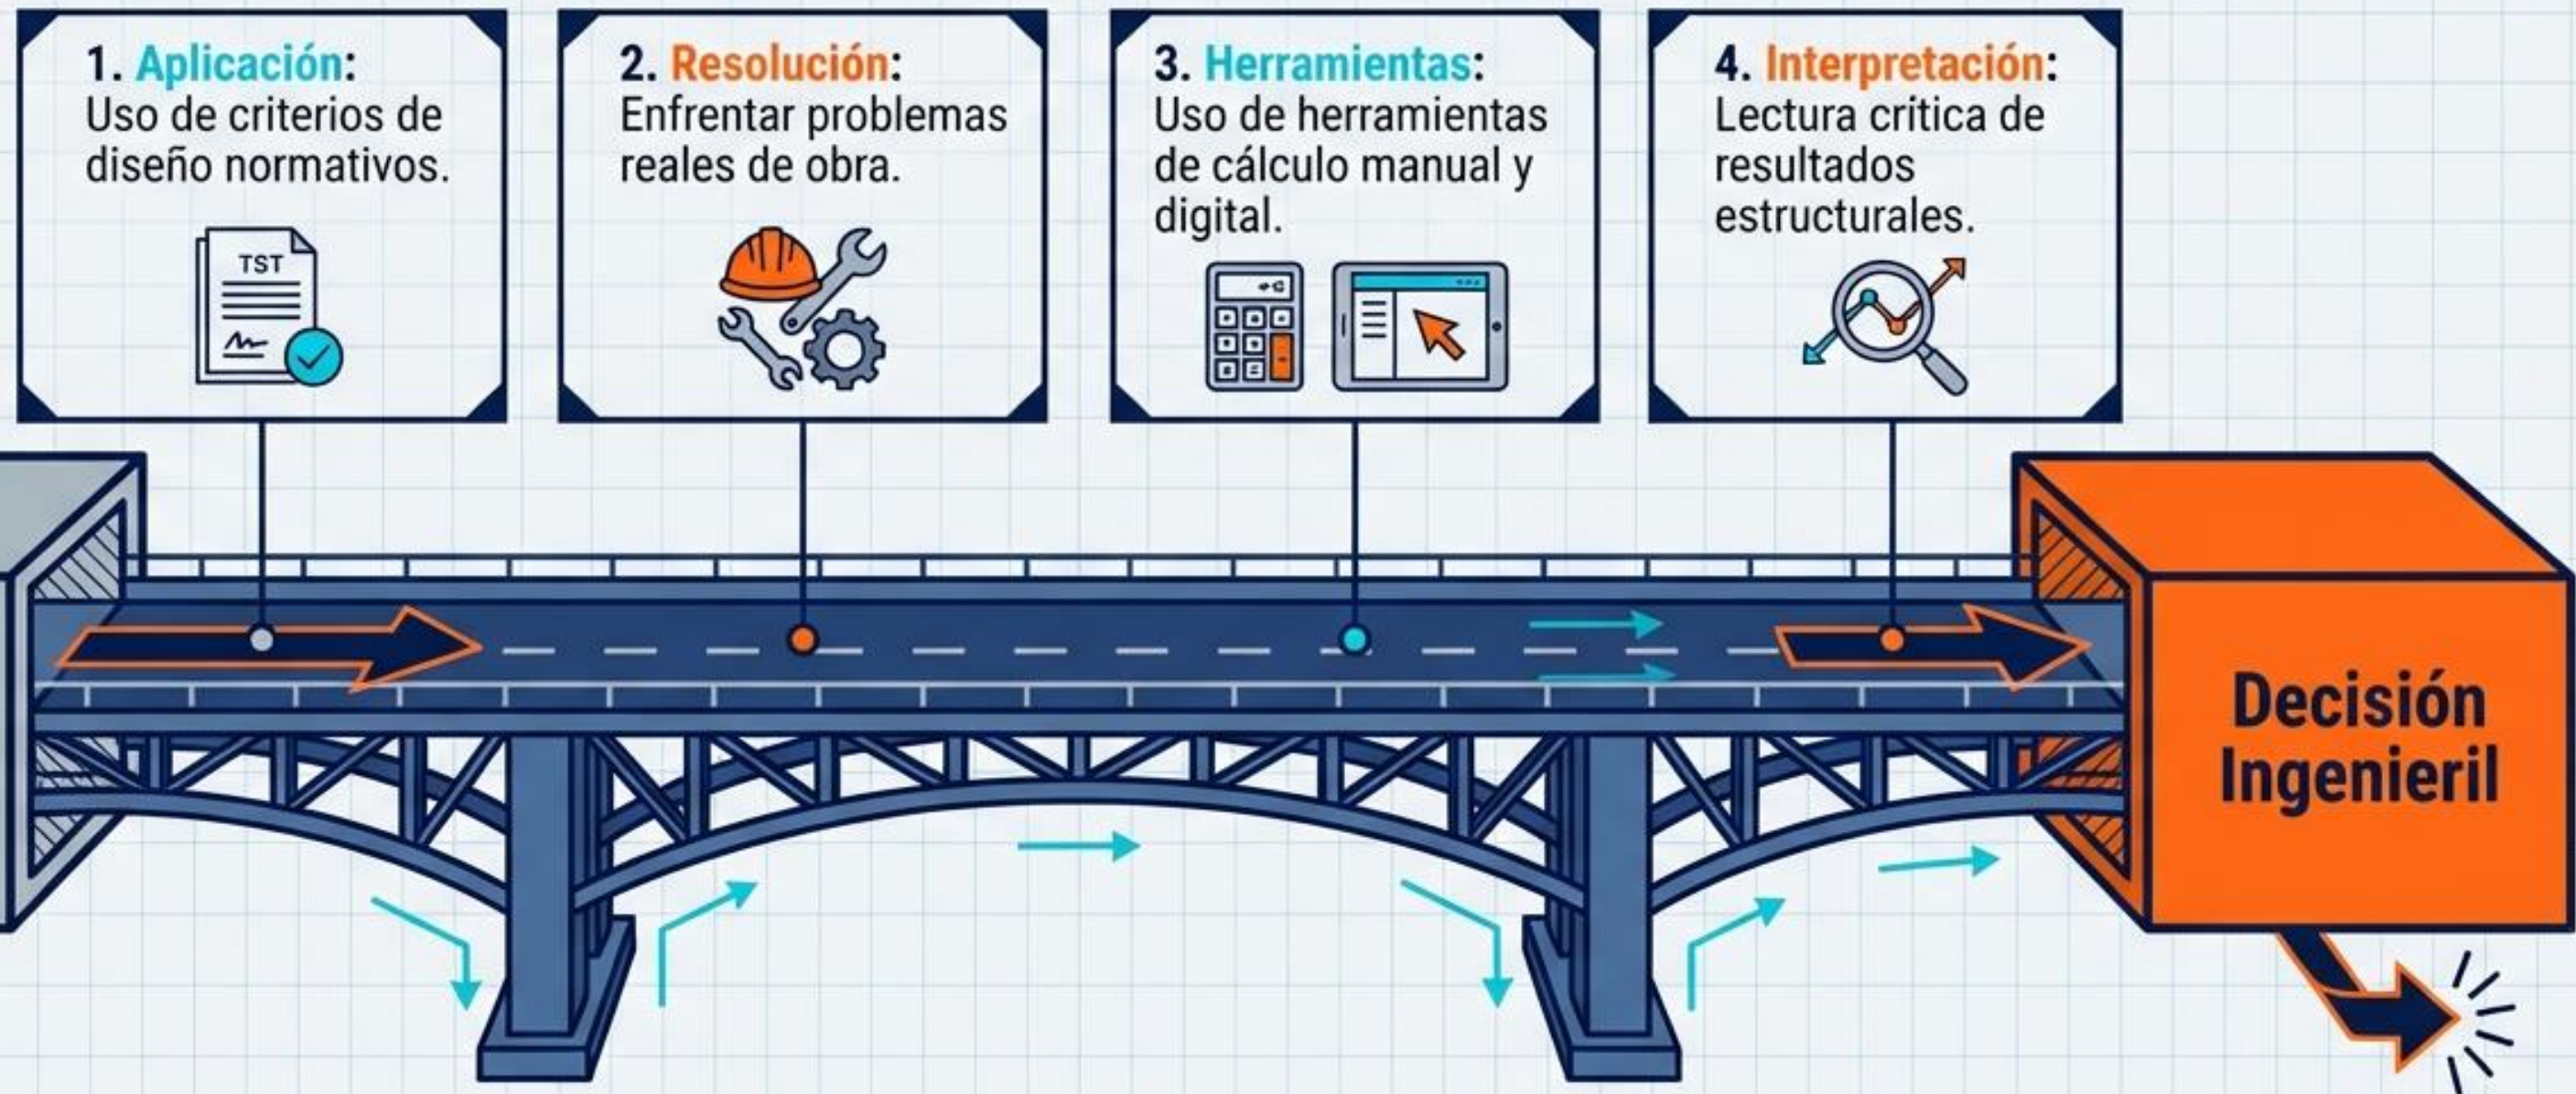 1. Aplicación:
Uso de criterios de
diseño normativos.
TST
2. Resolución:
Enfrentar problemas
reales de obra.
3. Herramientas:
Uso de herramientas
de cálculo manual y
digital.
4. Interpretación:
Lectura critica de
resultados
estructurales.
Decisión
Ingenieril